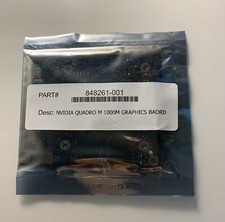 PART# 848261-001
Desc: NVIDIA QUADRO M 1000M GRAPHICS BAORD